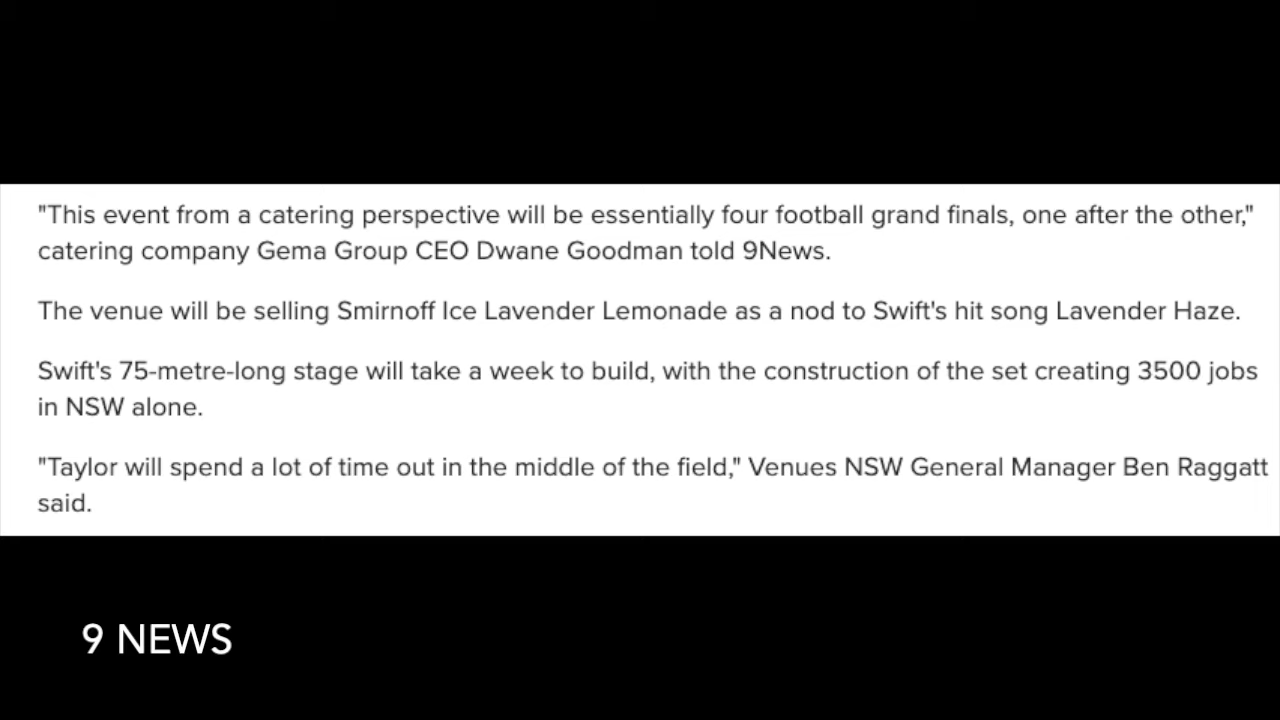 "This event from a catering perspective will be essentially four football grand finals, one after the other,"
catering company Gema Group CEO Dwane Goodman told 9News.
The venue will be selling Smirnoff Ice Lavender Lemonade as a nod to Swift's hit song Lavender Haze.
Swift's 75-metre-long stage will take a week to build, with the construction of the set creating 3500 jobs
in NSW alone.
"Taylor will spend a lot of time out in the middle of the field," Venues NSW General Manager Ben Raggatt
said.
9 NEWS